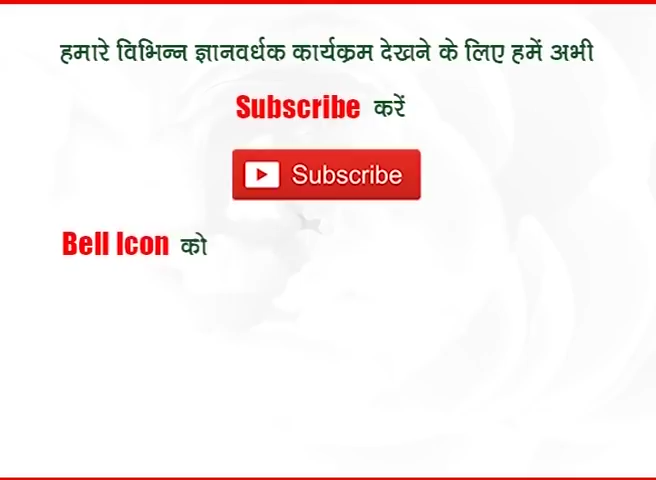 हमारे विभिन्न ज्ञानवर्धक कार्यक्रम देखने के लिए हमें अभी
Subscribe करें
Subscribe
Bell Icon को